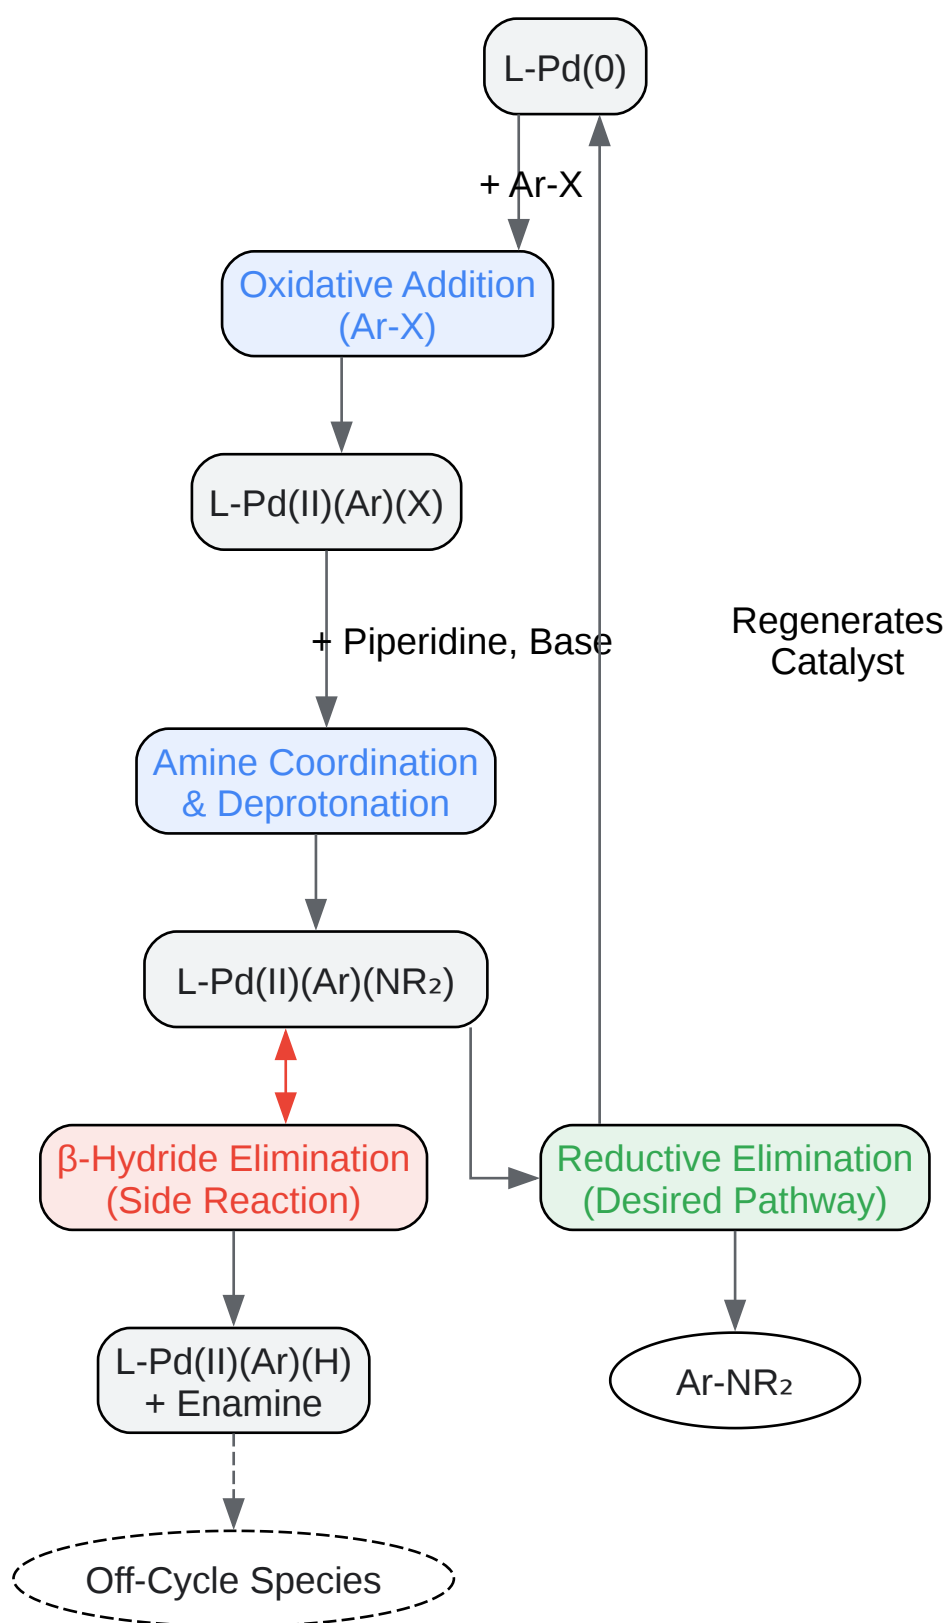 L-Pd(0)
+ Ar-X
Oxidative Addition
(Ar-X)
L-Pd(II)(Ar)(X)
+ Piperidine, Base
Regenerates
Catalyst
Amine Coordination
& Deprotonation
L-Pd(II)(Ar)(NR₂)
β-Hydride Elimination
(Side Reaction)
Reductive Elimination
(Desired Pathway)
L-Pd(II)(Ar)(H)
+ Enamine
Ar-NR₂
Off-Cycle Species